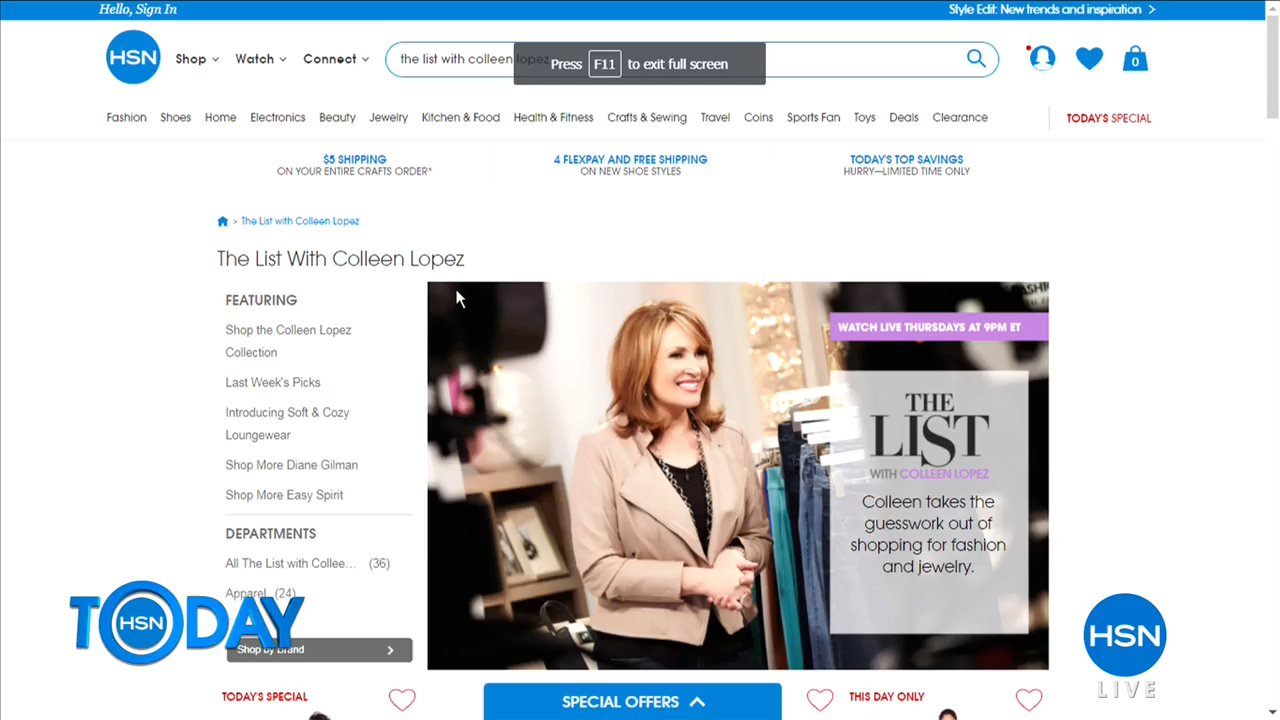 Hello, Sign In
Style Edit: New trends and inspiration
HSN
Shop
Watch
Connect
the list with colleen lopez
Press F11 to exit full screen
0
Fashion
Shoes
Home
Electronics
Beauty
Jewelry
Kitchen & Food
Health & Fitness
Crafts & Sewing
Travel
Coins
Sports Fan
Toys
Deals
Clearance
TODAY'S SPECIAL
$5 SHIPPING
ON YOUR ENTIRE CRAFTS ORDER*
4 FLEXPAY AND FREE SHIPPING
ON NEW SHOE STYLES
TODAY'S TOP SAVINGS
HURRY—LIMITED TIME ONLY
> The List with Colleen Lopez
The List With Colleen Lopez
FEATURING
Shop the Colleen Lopez
Collection
Last Week's Picks
Introducing Soft & Cozy
Loungewear
Shop More Diane Gilman
Shop More Easy Spirit
DEPARTMENTS
All The List with Collee... (36)
Apparel (24)
Shop by Brand
WATCH LIVE THURSDAYS AT 9PM ET
THE
LIST
WITH COLLEEN LOPEZ
Colleen takes the
guesswork out of
shopping for fashion
and jewelry.
TODAY
HSN
HSN
LIVE
TODAY'S SPECIAL
SPECIAL OFFERS
THIS DAY ONLY